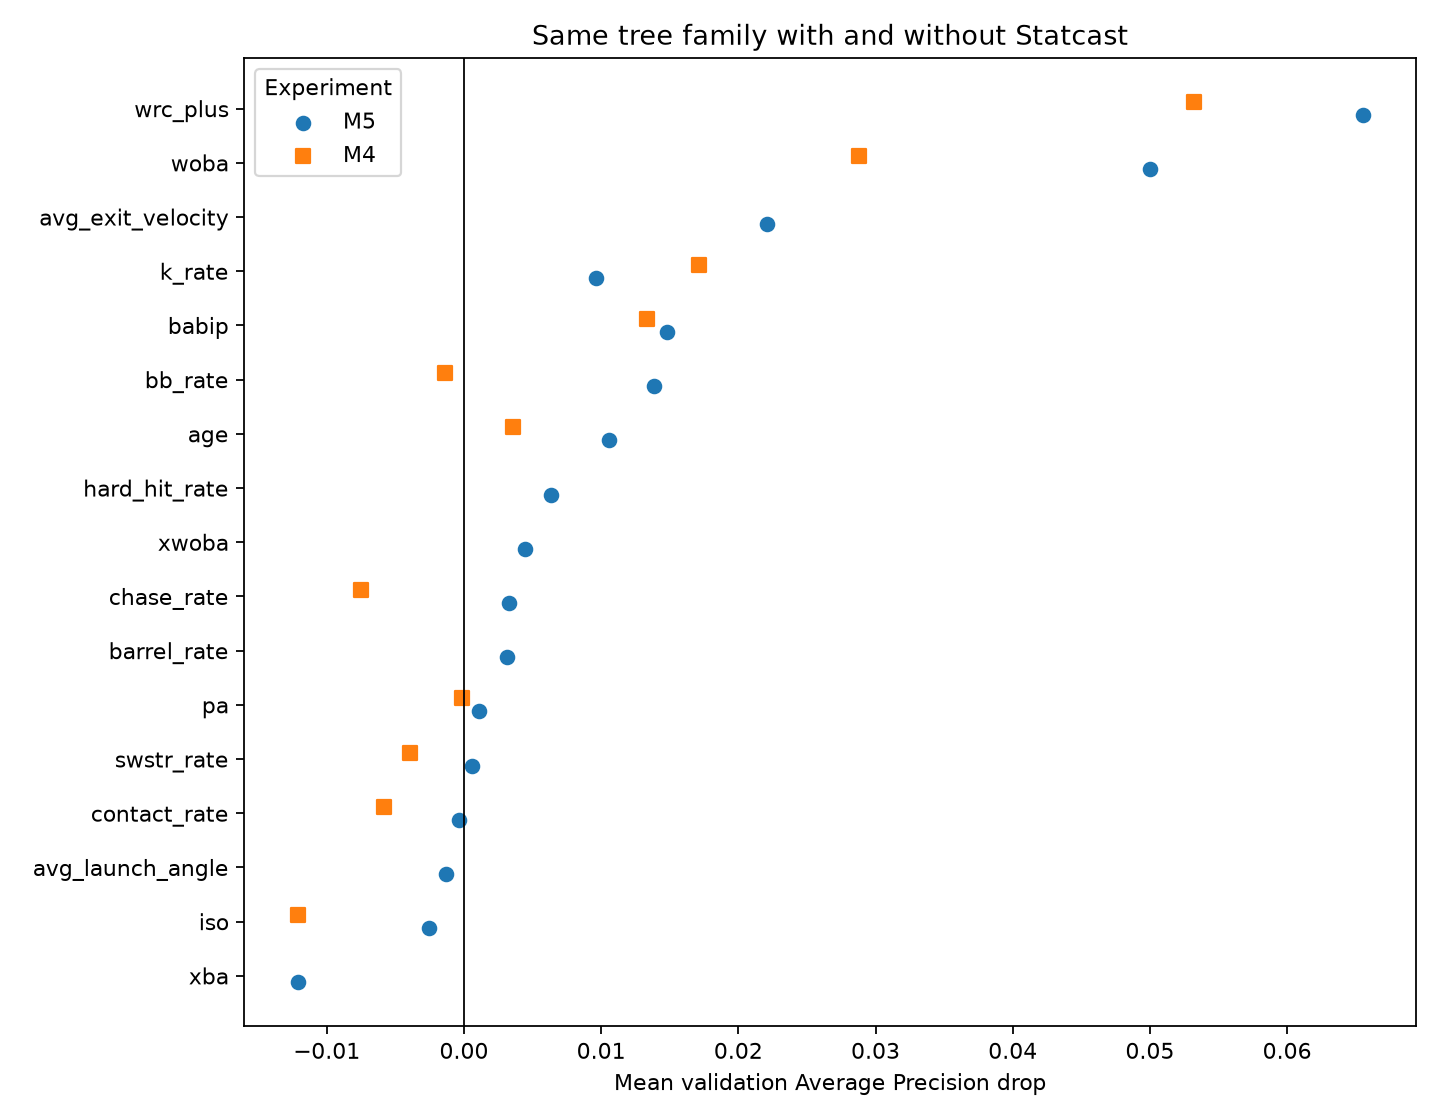 Same tree family with and without Statcast
Experiment
M5
M4
wrc_plus
woba
avg_exit_velocity
k_rate
babip
bb_rate
age
hard_hit_rate
xwoba
chase_rate
barrel_rate
pa
swstr_rate
contact_rate
avg_launch_angle
iso
xba
−0.01 0.00 0.01 0.02 0.03 0.04 0.05 0.06
Mean validation Average Precision drop